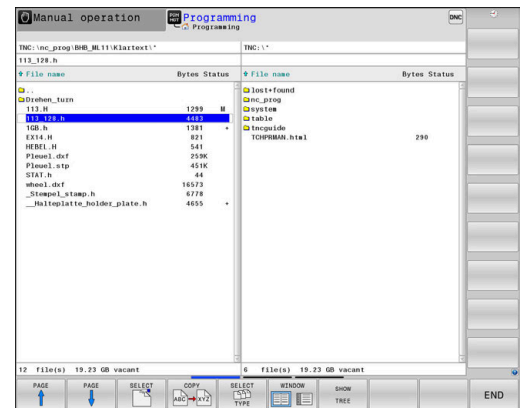 Manual operation
PGM MGT
Programming
Programming
DNC
TNC:\nc_prog\BHB_ML11\Klartext\*
TNC:\*
113_128.h
File name Bytes Status
File name Bytes Status
..
Drehen_turn
113.H 1299 M
113_128.h 4483
1GB.h 1381 +
EX14.H 821
HEBEL.H 541
Pleuel.dxf 259K
Pleuel.stp 451K
STAT.h 44
wheel.dxf 16573
_Stempel_stamp.h 6778
__Halteplatte_holder_plate.h 4655 +
lost+found
nc_prog
system
table
tncguide
TCHPRMAN.html 290
12 file(s) 19.23 GB vacant
6 file(s) 19.23 GB vacant
PAGE
PAGE
SELECT
COPY
ABC XYZ
SELECT
TYPE
WINDOW
SHOW
TREE
END